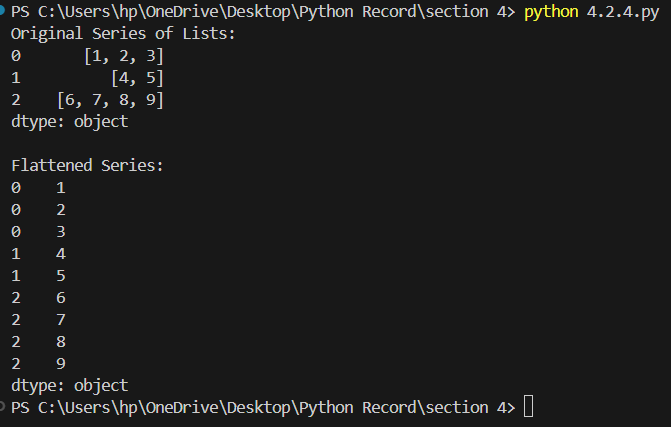 PS C:\Users\hp\OneDrive\Desktop\Python Record\section 4> python 4.2.4.py
Original Series of Lists:
0       [1, 2, 3]
1          [4, 5]
2    [6, 7, 8, 9]
dtype: object

Flattened Series:
0    1
0    2
0    3
1    4
1    5
2    6
2    7
2    8
2    9
dtype: object
PS C:\Users\hp\OneDrive\Desktop\Python Record\section 4>